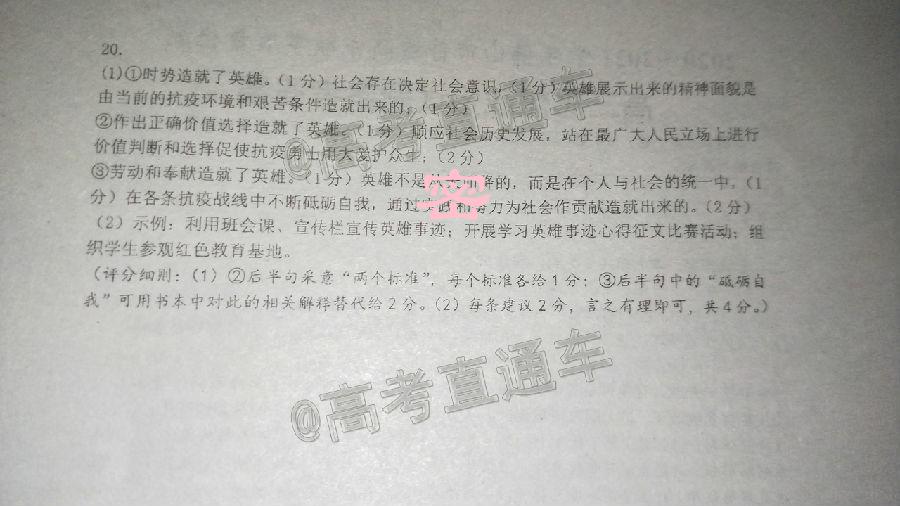 20.
(1)①时势造就了英雄。(1分)社会存在决定社会意识,(1分)英雄展示出来的精神面貌是
由当前的抗疫环境和艰苦条件造就出来的;(1分)
②作出正确价值选择造就了英雄。(1分)顺应社会历史发展,站在最广大人民立场上进行
价值判断和选择促使抗疫勇士用大爱护众生;(2分)
③劳动和奉献造就了英雄。(1分)英雄不是从天而降的,而是在个人与社会的统一中,(1
分)在各条抗疫战线中不断砥砺自我,通过实践和努力为社会作贡献造就出来的。(2分)
(2)示例:利用班会课、宣传栏宣传英雄事迹;开展学习英雄事迹心得征文比赛活动;组
织学生参观红色教育基地。
(评分细则:(1)②后半句采意“两个标准”,每个标准各给1分;③后半句中的“砥砺自
我”可用书本中对此的相关解释替代给2分。(2)每条建议2分,言之有理即可,共4分。)
@高考直通车
密
@高考直通车